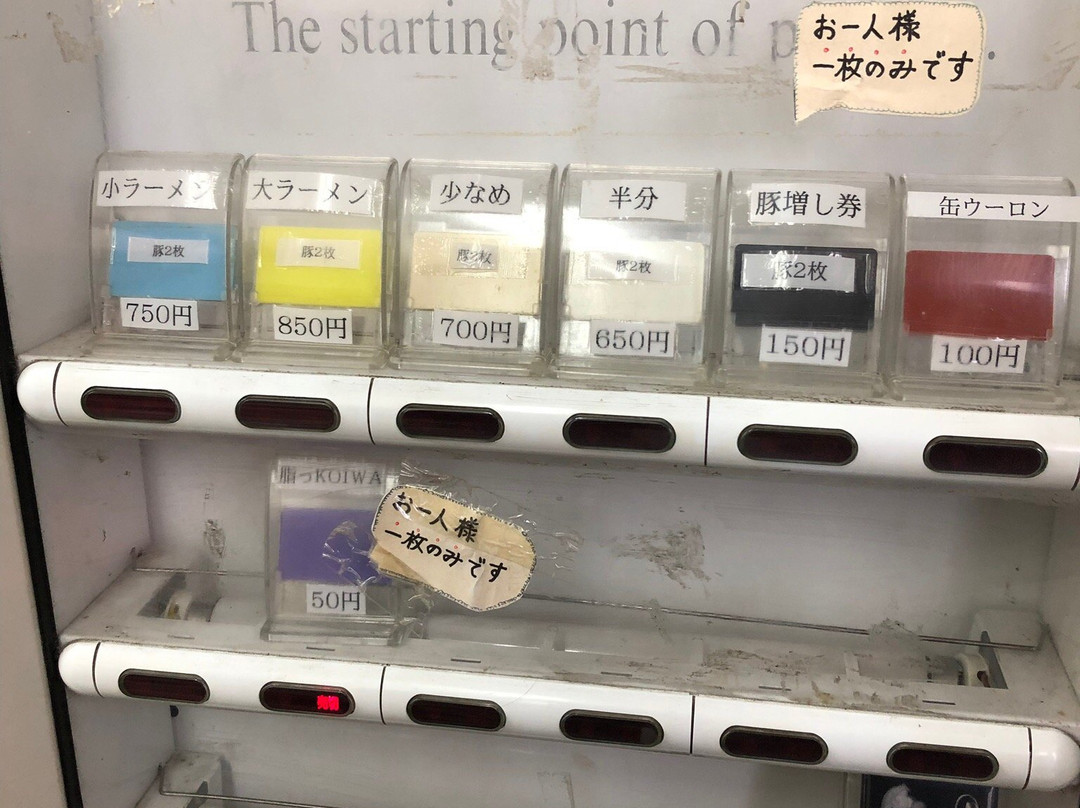 The starting point of p
お一人様
一枚のみです
小ラーメン
大ラーメン
少なめ
半分
豚増し券
缶ウーロン
豚2枚
豚2枚
豚2枚
豚2枚
豚2枚
750円
850円
700円
650円
150円
100円
脂っKOIWA
お一人様
一枚のみです
50円
売切